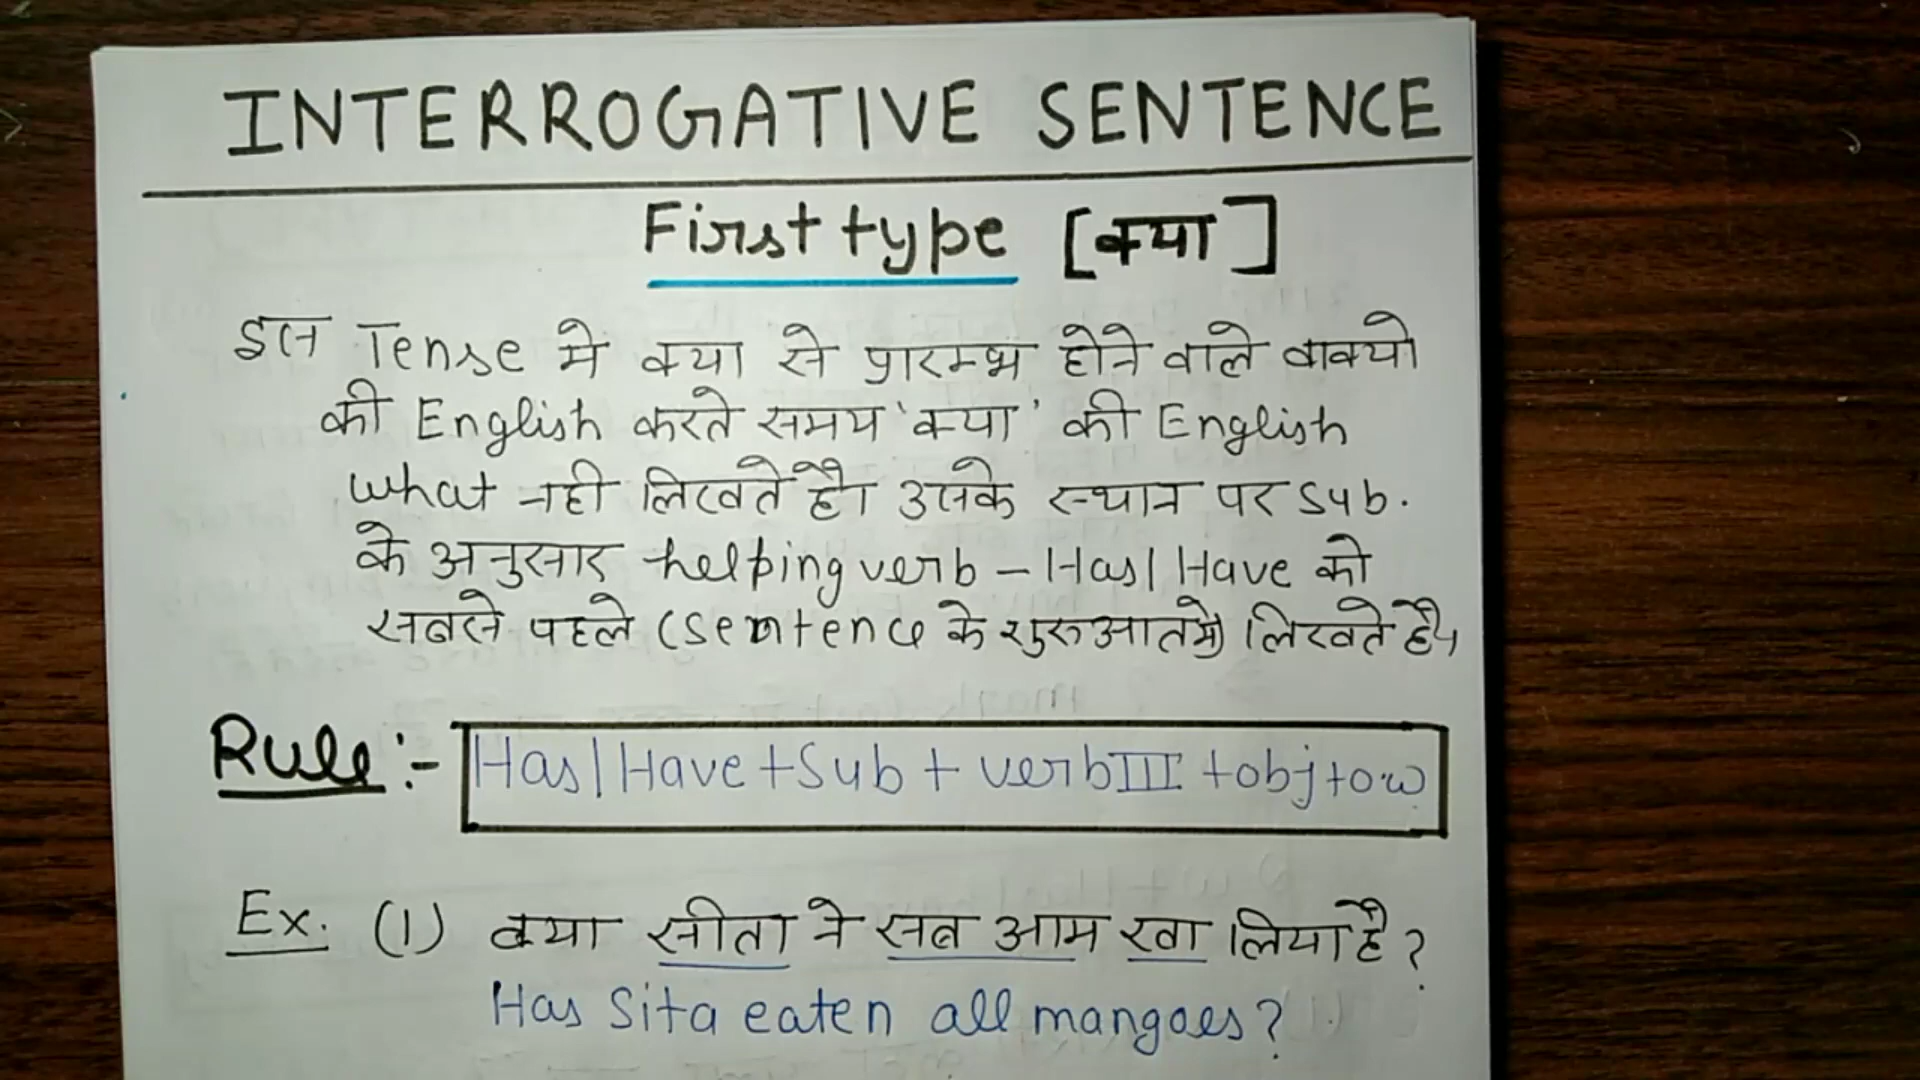 INTERROGATIVE SENTENCE
First type [क्या]
इस Tense मे क्या से प्रारम्भ होने वाले वाक्यो
की English करते समय 'क्या' की English
what नही लिखते है। उसके स्थान पर sub.
के अनुसार helping verb – Has/Have को
सबसे पहले (sentence के शुरुआत मे) लिखते है।
Rule:- Has/Have+Sub + verbIII +obj+ow
Ex. (1) क्या सीता ने सब आम खा लिया है?
Has Sita eaten all mangoes?